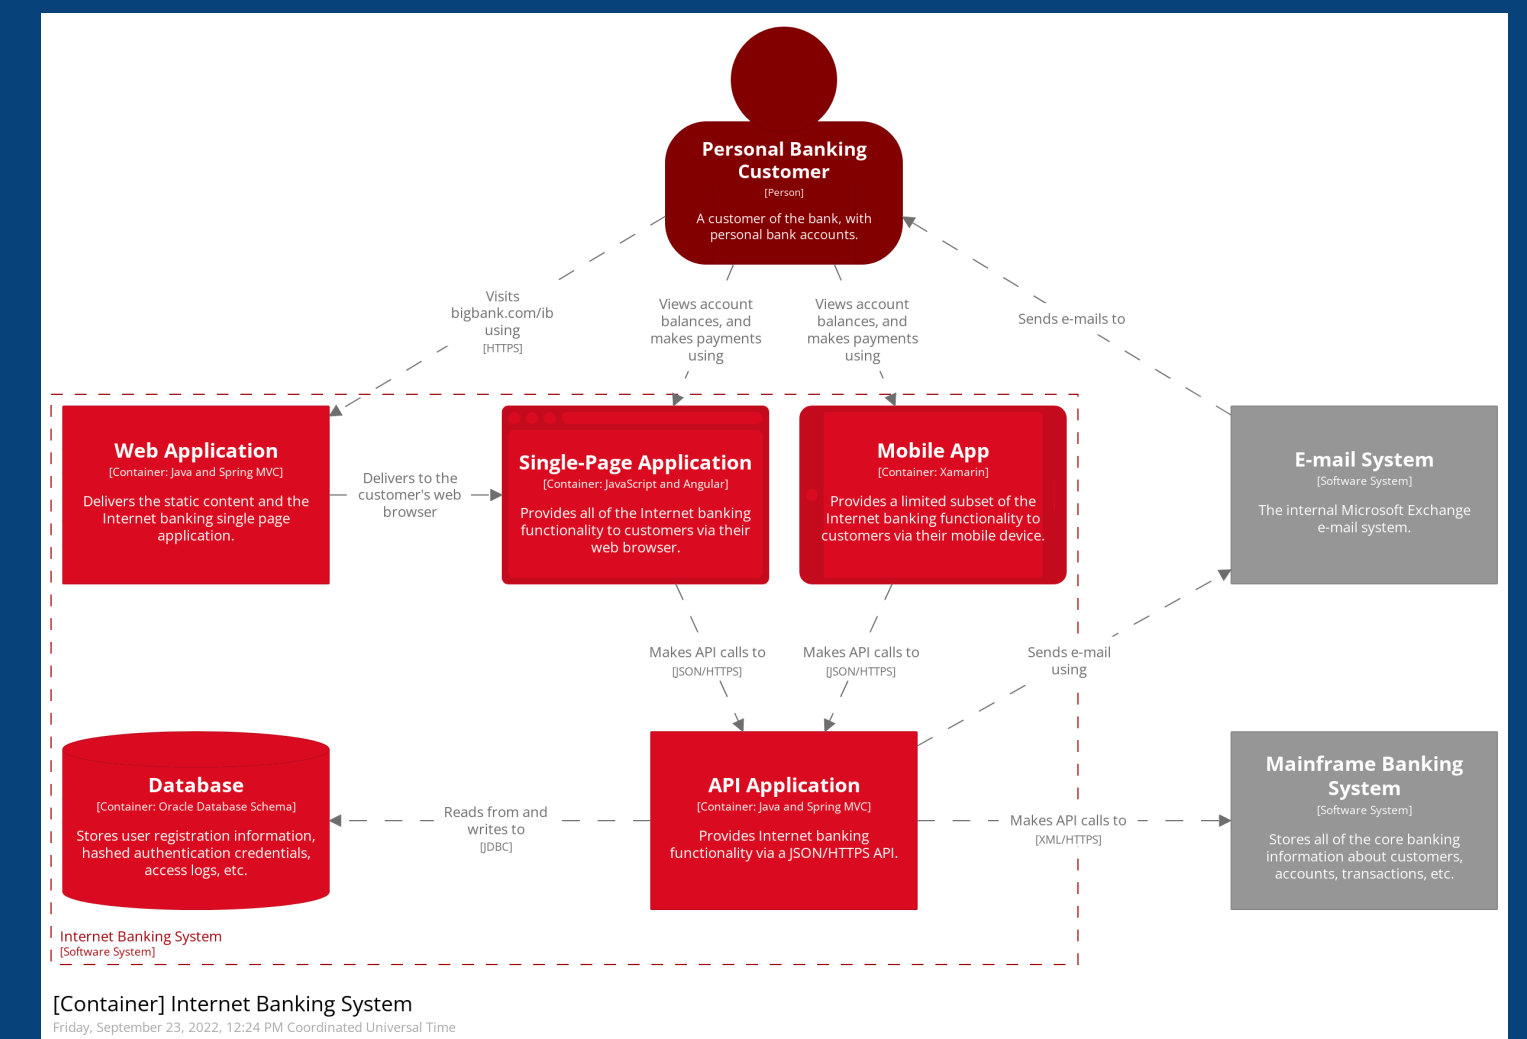 Personal Banking
Customer
[Person]
A customer of the bank, with
personal bank accounts.
Visits
bigbank.com/ib
using
[HTTPS]
Views account
balances, and
makes payments
using
Views account
balances, and
makes payments
using
Sends e-mails to
Web Application
[Container: Java and Spring MVC]
Delivers the static content and the
Internet banking single page
application.
Delivers to the
customer's web
browser
Single-Page Application
[Container: JavaScript and Angular]
Provides all of the Internet banking
functionality to customers via their
web browser.
Mobile App
[Container: Xamarin]
Provides a limited subset of the
Internet banking functionality to
customers via their mobile device.
E-mail System
[Software System]
The internal Microsoft Exchange
e-mail system.
Makes API calls to
[JSON/HTTPS]
Makes API calls to
[JSON/HTTPS]
Sends e-mail
using
Database
[Container: Oracle Database Schema]
Stores user registration information,
hashed authentication credentials,
access logs, etc.
Reads from and
writes to
[JDBC]
API Application
[Container: Java and Spring MVC]
Provides Internet banking
functionality via a JSON/HTTPS API.
Makes API calls to
[XML/HTTPS]
Mainframe Banking
System
[Software System]
Stores all of the core banking
information about customers,
accounts, transactions, etc.
Internet Banking System
[Software System]
[Container] Internet Banking System
Friday, September 23, 2022, 12:24 PM Coordinated Universal Time